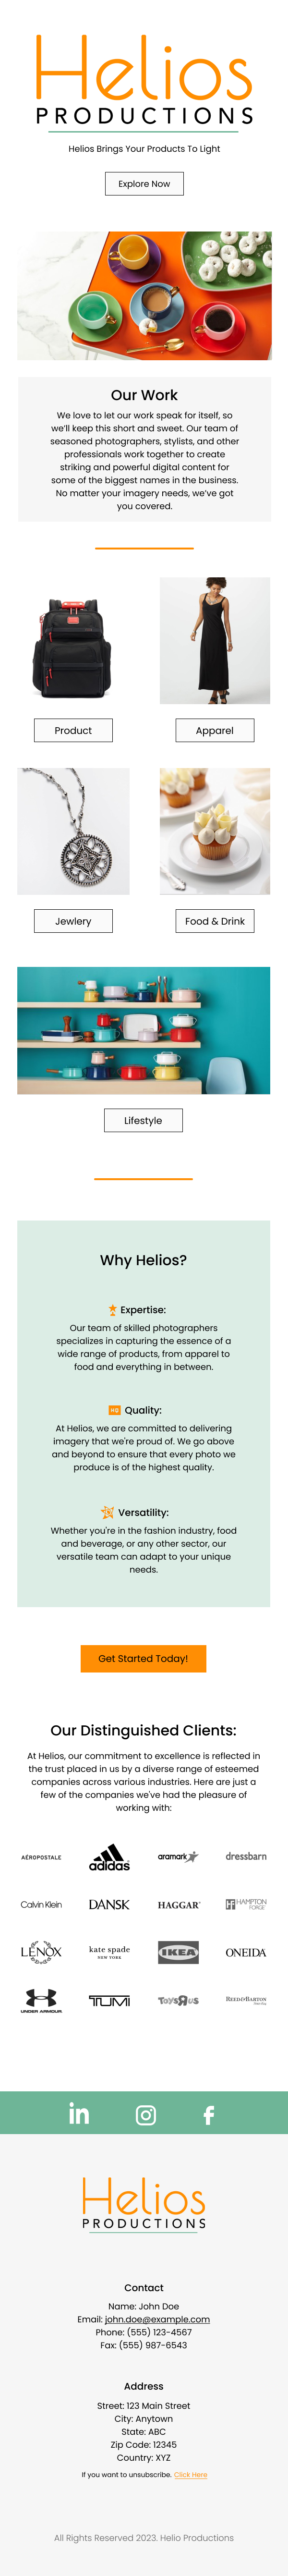 Helios
PRODUCTIONS
Helios Brings Your Products To Light
Explore Now
Our Work
We love to let our work speak for itself, so
we'll keep this short and sweet. Our team of
seasoned photographers, stylists, and other
professionals work together to create
striking and powerful digital content for
some of the biggest names in the business.
No matter your imagery needs, we've got
you covered.
Product
Apparel
Jewlery
Food & Drink
Lifestyle
Why Helios?
Expertise:
Our team of skilled photographers
specializes in capturing the essence of a
wide range of products, from apparel to
food and everything in between.
HQ Quality:
At Helios, we are committed to delivering
imagery that we're proud of. We go above
and beyond to ensure that every photo we
produce is of the highest quality.
Versatility:
Whether you're in the fashion industry, food
and beverage, or any other sector, our
versatile team can adapt to your unique
needs.
Get Started Today!
Our Distinguished Clients:
At Helios, our commitment to excellence is reflected in
the trust placed in us by a diverse range of esteemed
companies across various industries. Here are just a
few of the companies we've had the pleasure of
working with:
AÉROPOSTALE
adidas
aramark
dressbarn
Calvin Klein
DANSK
HAGGAR
HAMPTON
FORGE
LENOX
kate spade
NEW YORK
IKEA
ONEIDA
UNDER ARMOUR
TUMI
ToysRus
REED&BARTON
in
f
Helios
PRODUCTIONS
Contact
Name: John Doe
Email: john.doe@example.com
Phone: (555) 123-4567
Fax: (555) 987-6543
Address
Street: 123 Main Street
City: Anytown
State: ABC
Zip Code: 12345
Country: XYZ
If you want to unsubscribe. Click Here
All Rights Reserved 2023. Helio Productions